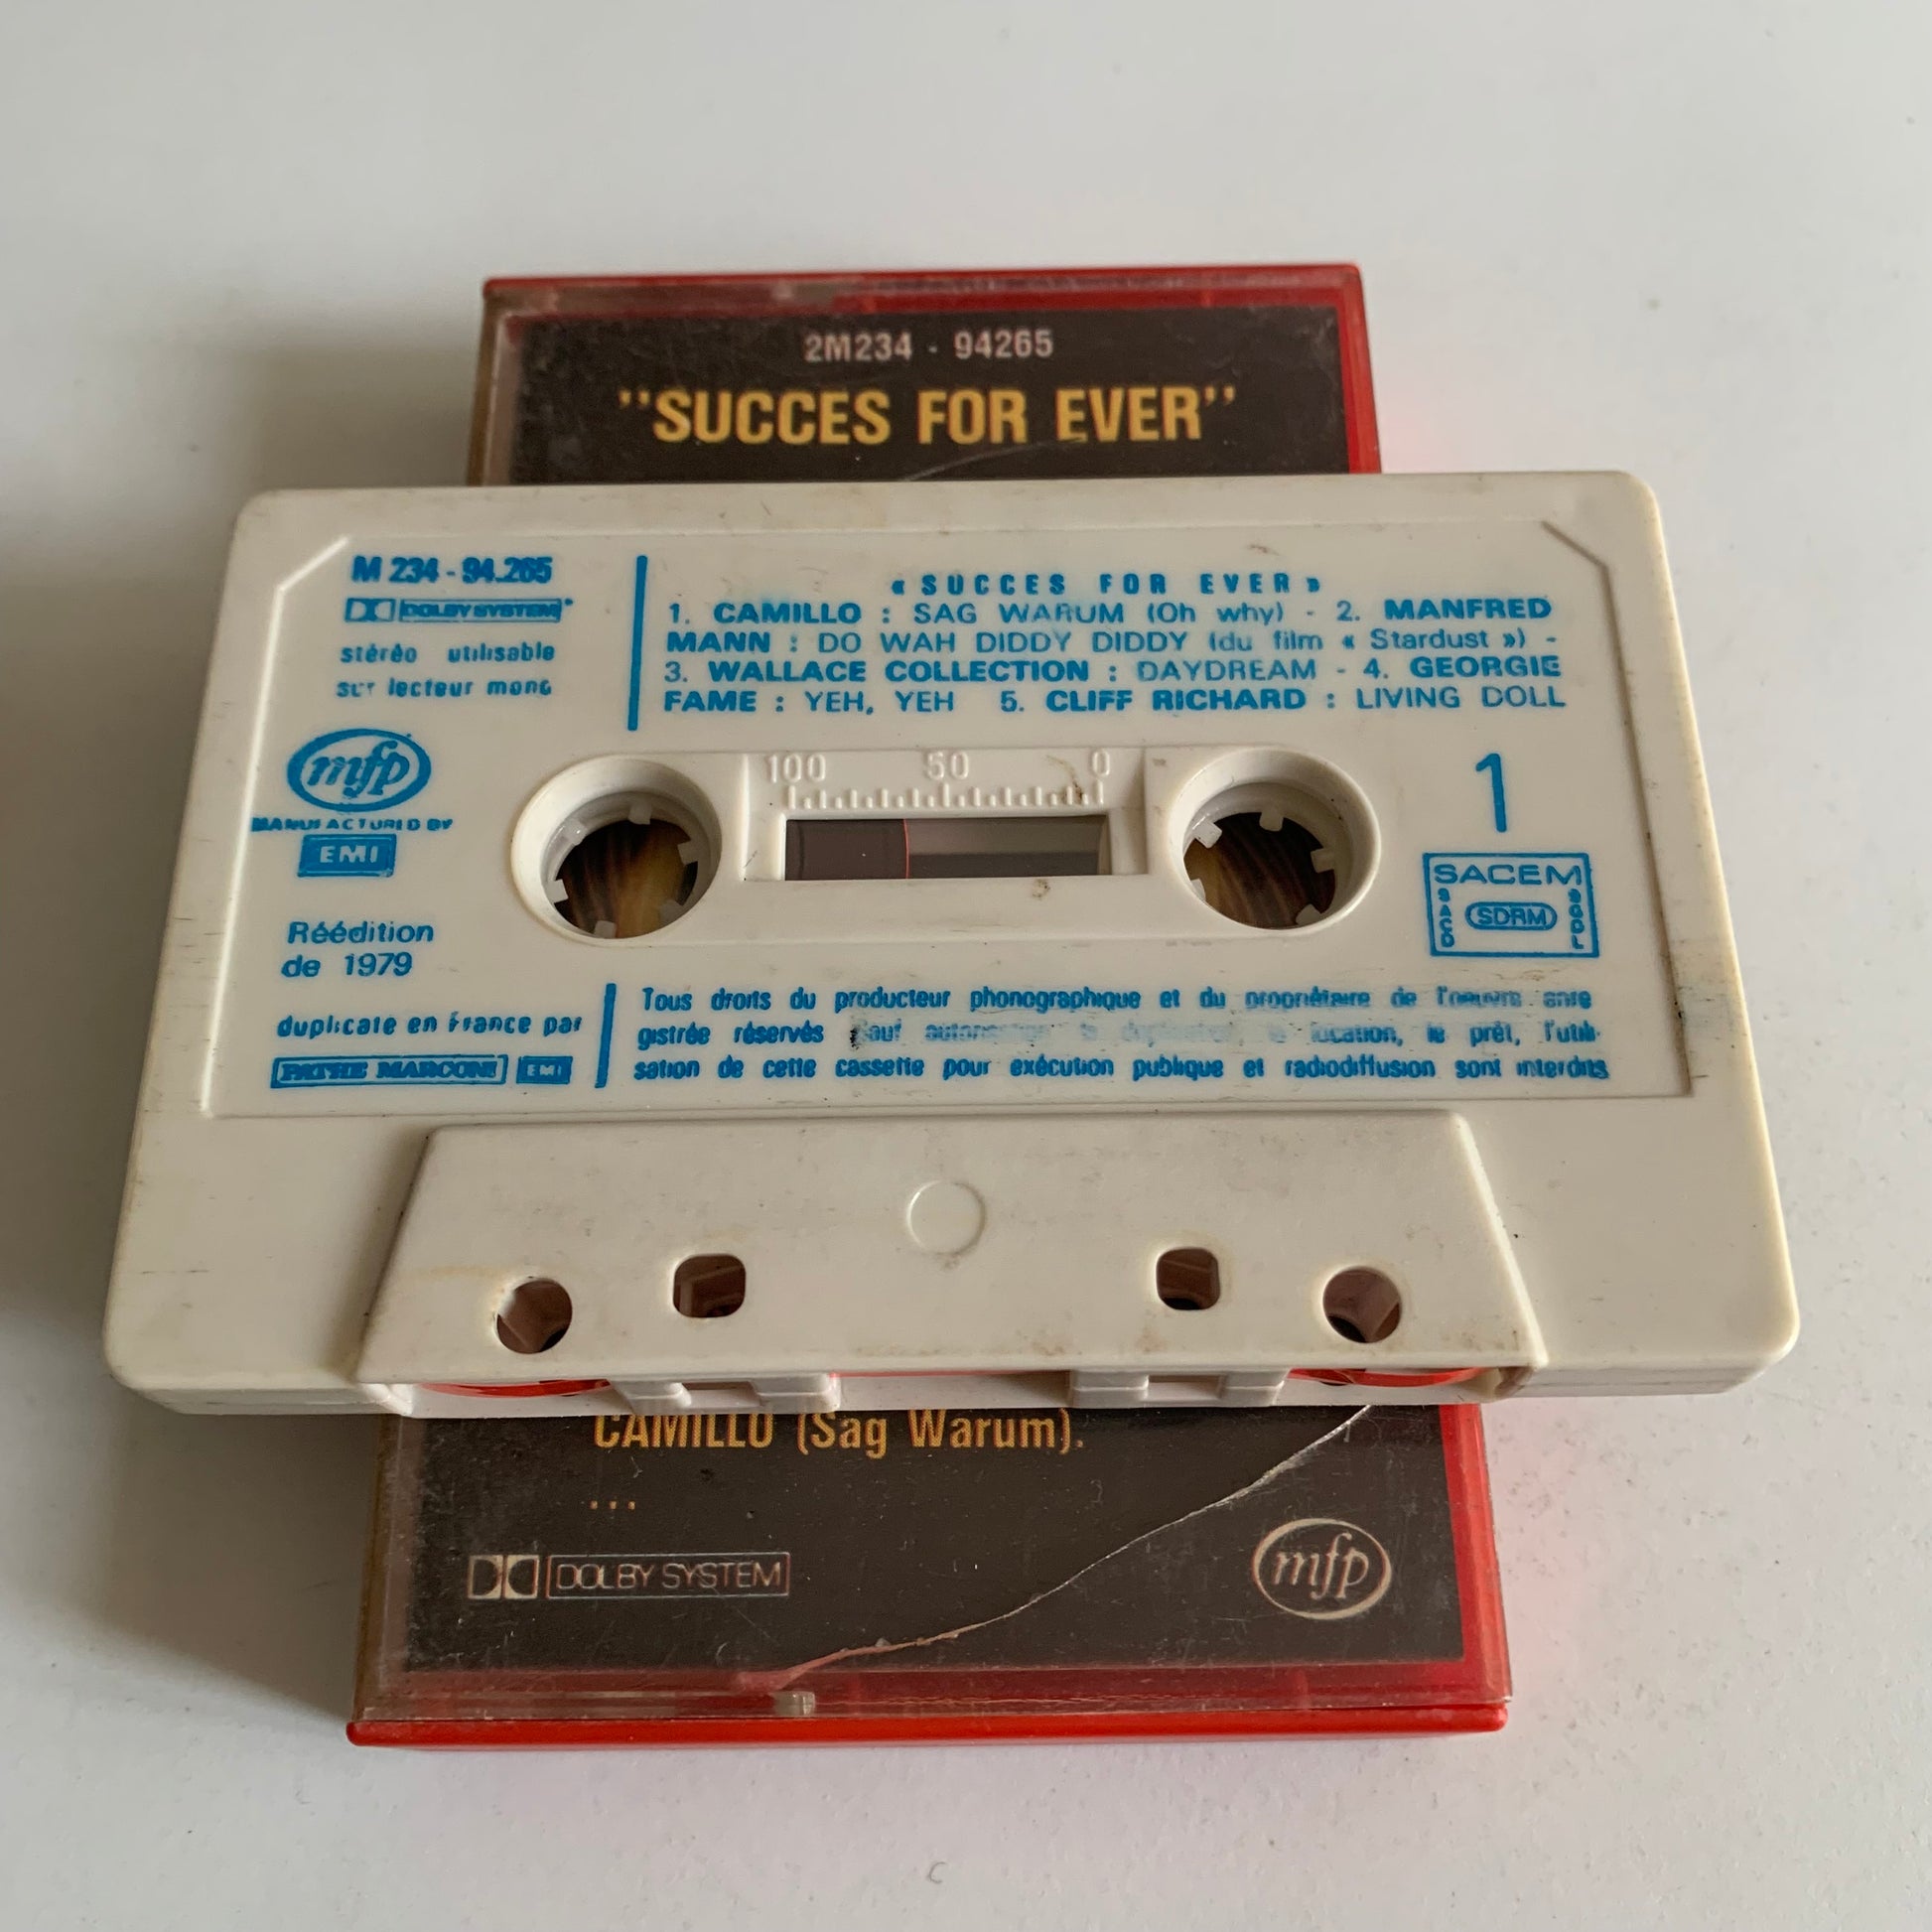 2M234 - 94265
"SUCCES FOR EVER"
M 234 - 94.265
DOLBY SYSTEM
stéréo utilisable
sur lecteur mono
mfp
MANUFACTURED BY
EMI
Réédition
de 1979
duplicate en france par
PATHE MARCONI EMI
« SUCCES FOR EVER »
1. CAMILLO : SAG WARUM (Oh why) - 2. MANFRED
MANN : DO WAH DIDDY DIDDY (du film « Stardust ») -
3. WALLACE COLLECTION : DAYDREAM - 4. GEORGIE
FAME : YEH, YEH 5. CLIFF RICHARD : LIVING DOLL
100 50 0
1
SACEM
SACD SDRM SGDL
Tous droits du producteur phonographique et du propriétaire de l'oeuvre enre
gistrée réservés Sauf location, le prêt, l'utili-
sation de cette cassette pour exécution publique et radiodiffusion sont interdits
CAMILLO (Sag Warum).
...
DOLBY SYSTEM
mfp